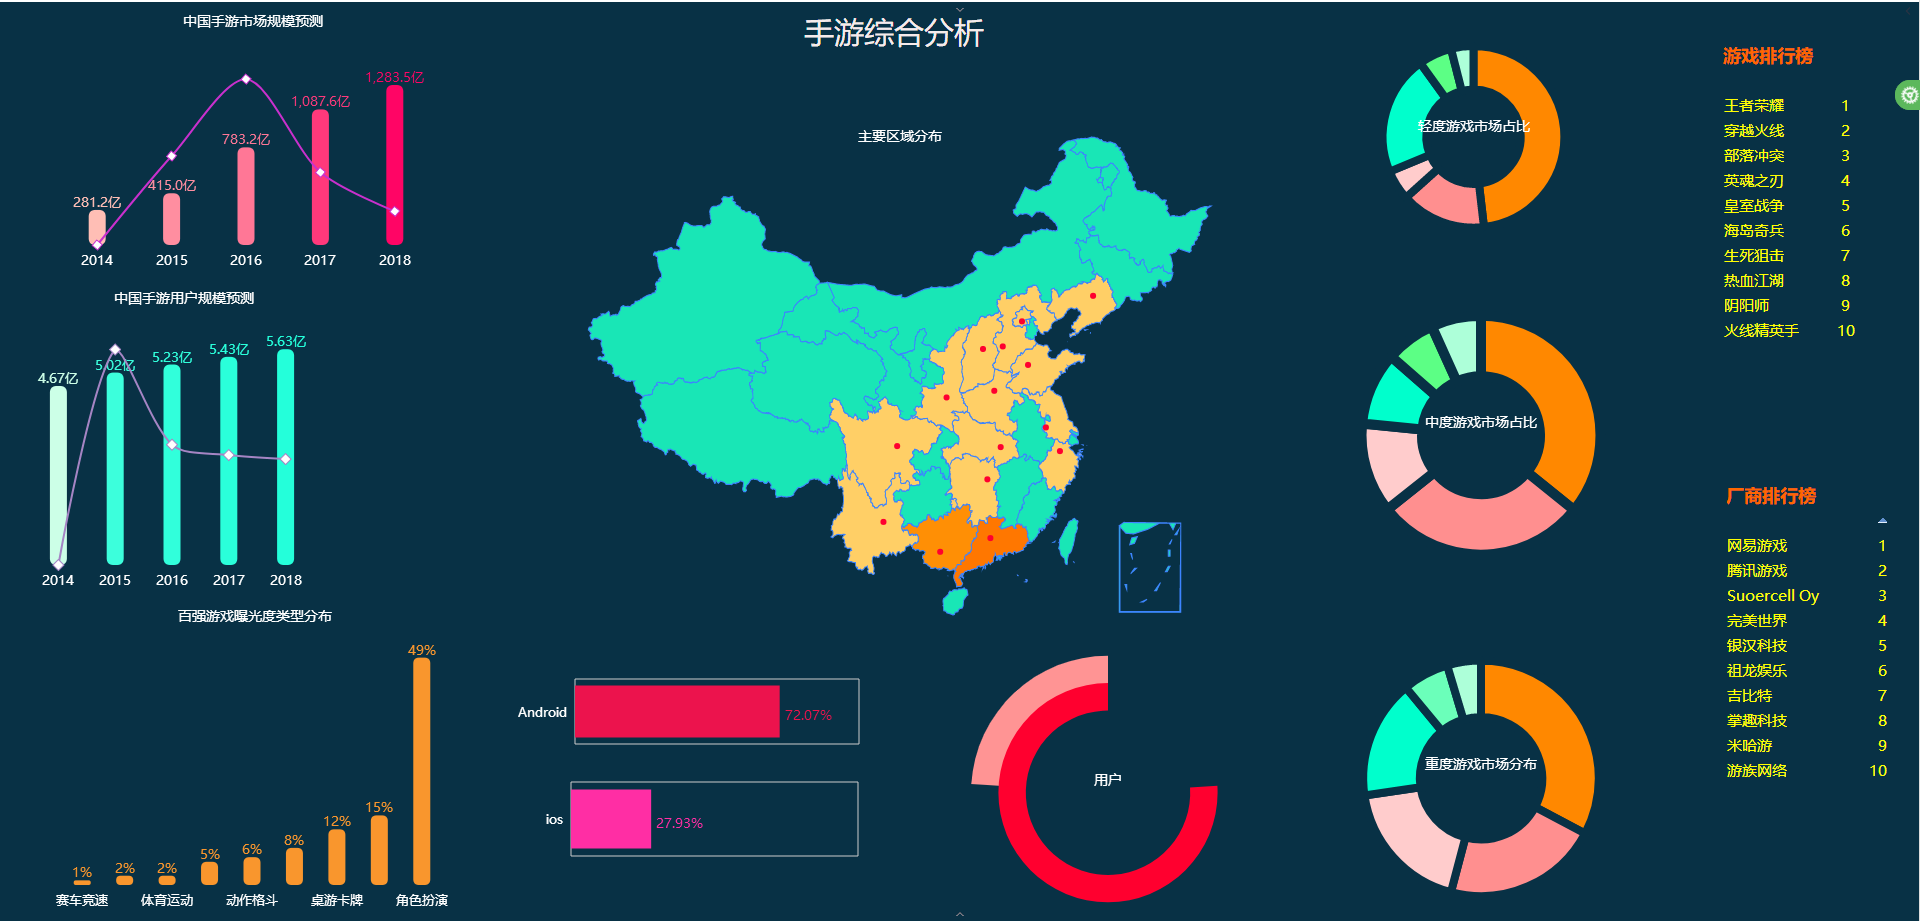 手游综合分析
中国手游市场规模预测
281.2亿
415.0亿
783.2亿
1,087.6亿
1,283.5亿
2014 2015 2016 2017 2018
中国手游用户规模预测
4.67亿
5.02亿
5.23亿
5.43亿
5.63亿
2014 2015 2016 2017 2018
百强游戏曝光度类型分布
1% 2% 2% 5% 6% 8% 12% 15% 49%
赛车竞速 体育运动 动作格斗 桌游卡牌 角色扮演
主要区域分布
Android
72.07%
ios
27.93%
用户
轻度游戏市场占比
中度游戏市场占比
重度游戏市场分布
游戏排行榜
王者荣耀 1
穿越火线 2
部落冲突 3
英魂之刃 4
皇室战争 5
海岛奇兵 6
生死狙击 7
热血江湖 8
阴阳师 9
火线精英手 10
厂商排行榜
网易游戏 1
腾讯游戏 2
Suoercell Oy 3
完美世界 4
银汉科技 5
祖龙娱乐 6
吉比特 7
掌趣科技 8
米哈游 9
游族网络 10